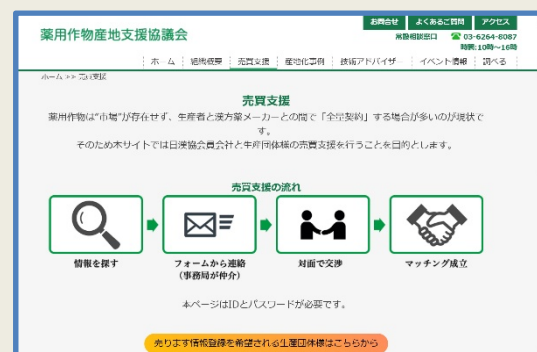 お問合せ よくあるご質問 アクセス
薬用作物産地支援協議会
常設相談窓口 03-6264-8087
時間：10時〜16時
ホーム 組織概要 売買支援 産地化事例 技術アドバイザー イベント情報 調べる
ホーム >> 売買支援
売買支援
薬用作物は"市場"が存在せず、生産者と漢方薬メーカーとの間で「全量契約」する場合が多いのが現状で
す。
そのため本サイトでは日漢協会員会社と生産団体様の売買支援を行うことを目的とします。
売買支援の流れ
情報を探す
フォームから連絡
（事務局が仲介）
対面で交渉
マッチング成立
本ページはIDとパスワードが必要です。
売ります情報登録を希望される生産団体様はこちらから